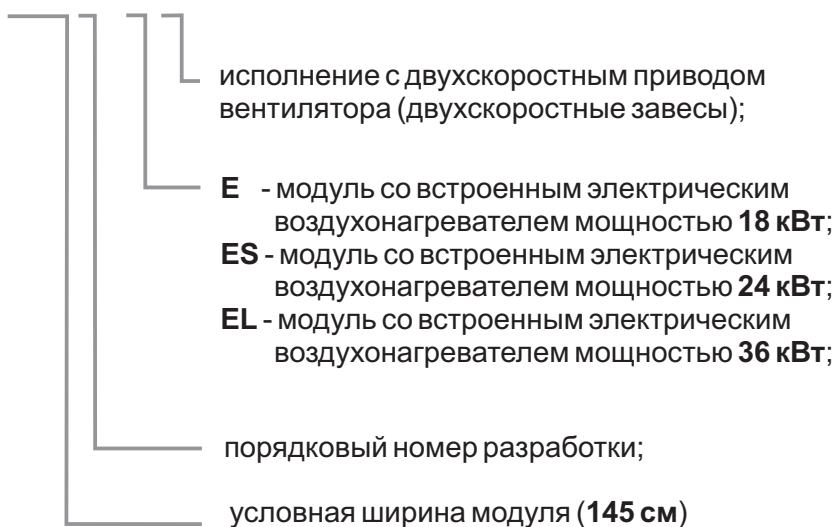 исполнение с двухскоростным приводом
вентилятора (двухскоростные завесы);
E - модуль со встроенным электрическим
воздухонагревателем мощностью 18 кВт;
ES - модуль со встроенным электрическим
воздухонагревателем мощностью 24 кВт;
EL - модуль со встроенным электрическим
воздухонагревателем мощностью 36 кВт;
порядковый номер разработки;
условная ширина модуля (145 см)